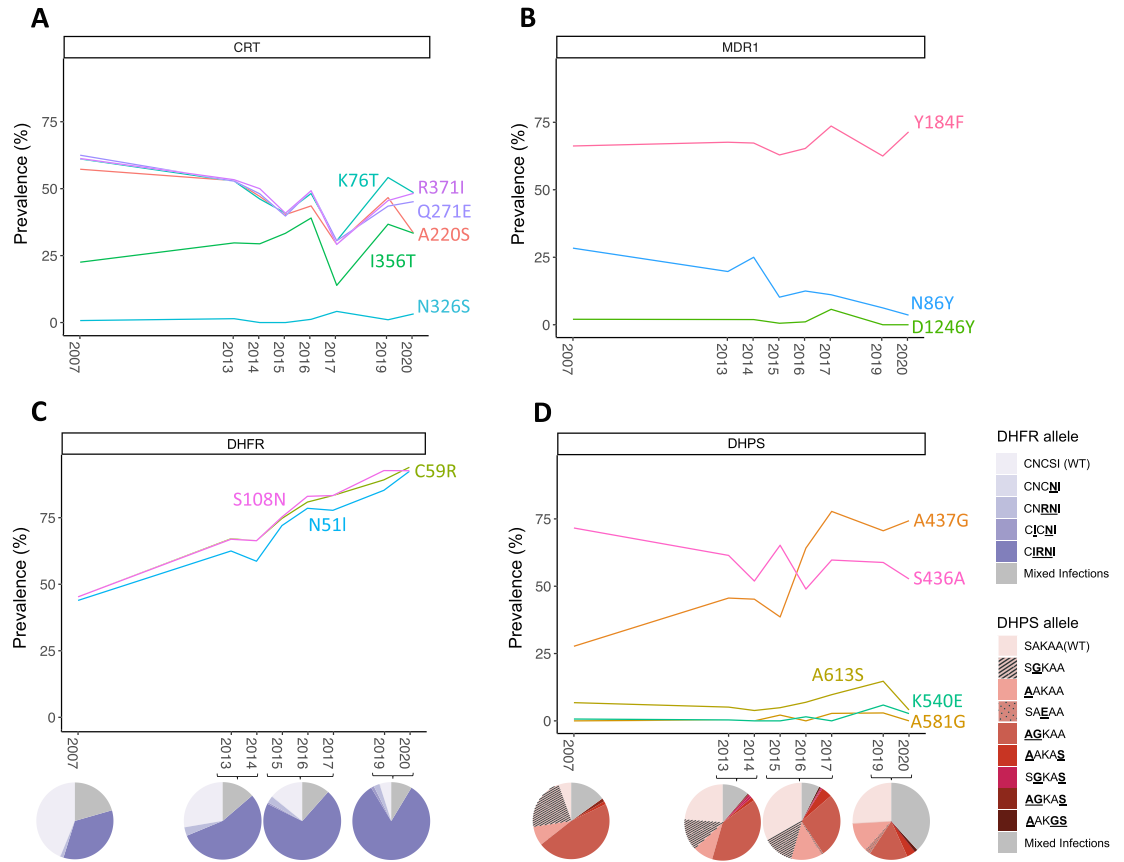 A
CRT
Prevalence (%)
75
50
25
0
K76T
R371I
Q271E
A220S
I356T
N326S
2007
2013
2014
2015
2016
2017
2019
2020
B
MDR1
Prevalence (%)
75
50
25
0
Y184F
N86Y
D1246Y
2007
2013
2014
2015
2016
2017
2019
2020
C
DHFR
Prevalence (%)
75
50
25
0
C59R
S108N
N51I
2007
2013
2014
2015
2016
2017
2019
2020
D
DHPS
Prevalence (%)
75
50
25
0
A437G
S436A
A613S
K540E
A581G
2007
2013
2014
2015
2016
2017
2019
2020
DHFR allele
CNCSI (WT)
CNCNI
CNRNI
CICNI
CIRNI
Mixed Infections
DHPS allele
SAKAA(WT)
SGKAA
AAKAA
SAEAA
AGKAA
AAKAS
SGKAS
AGKAS
AAKGS
Mixed Infections